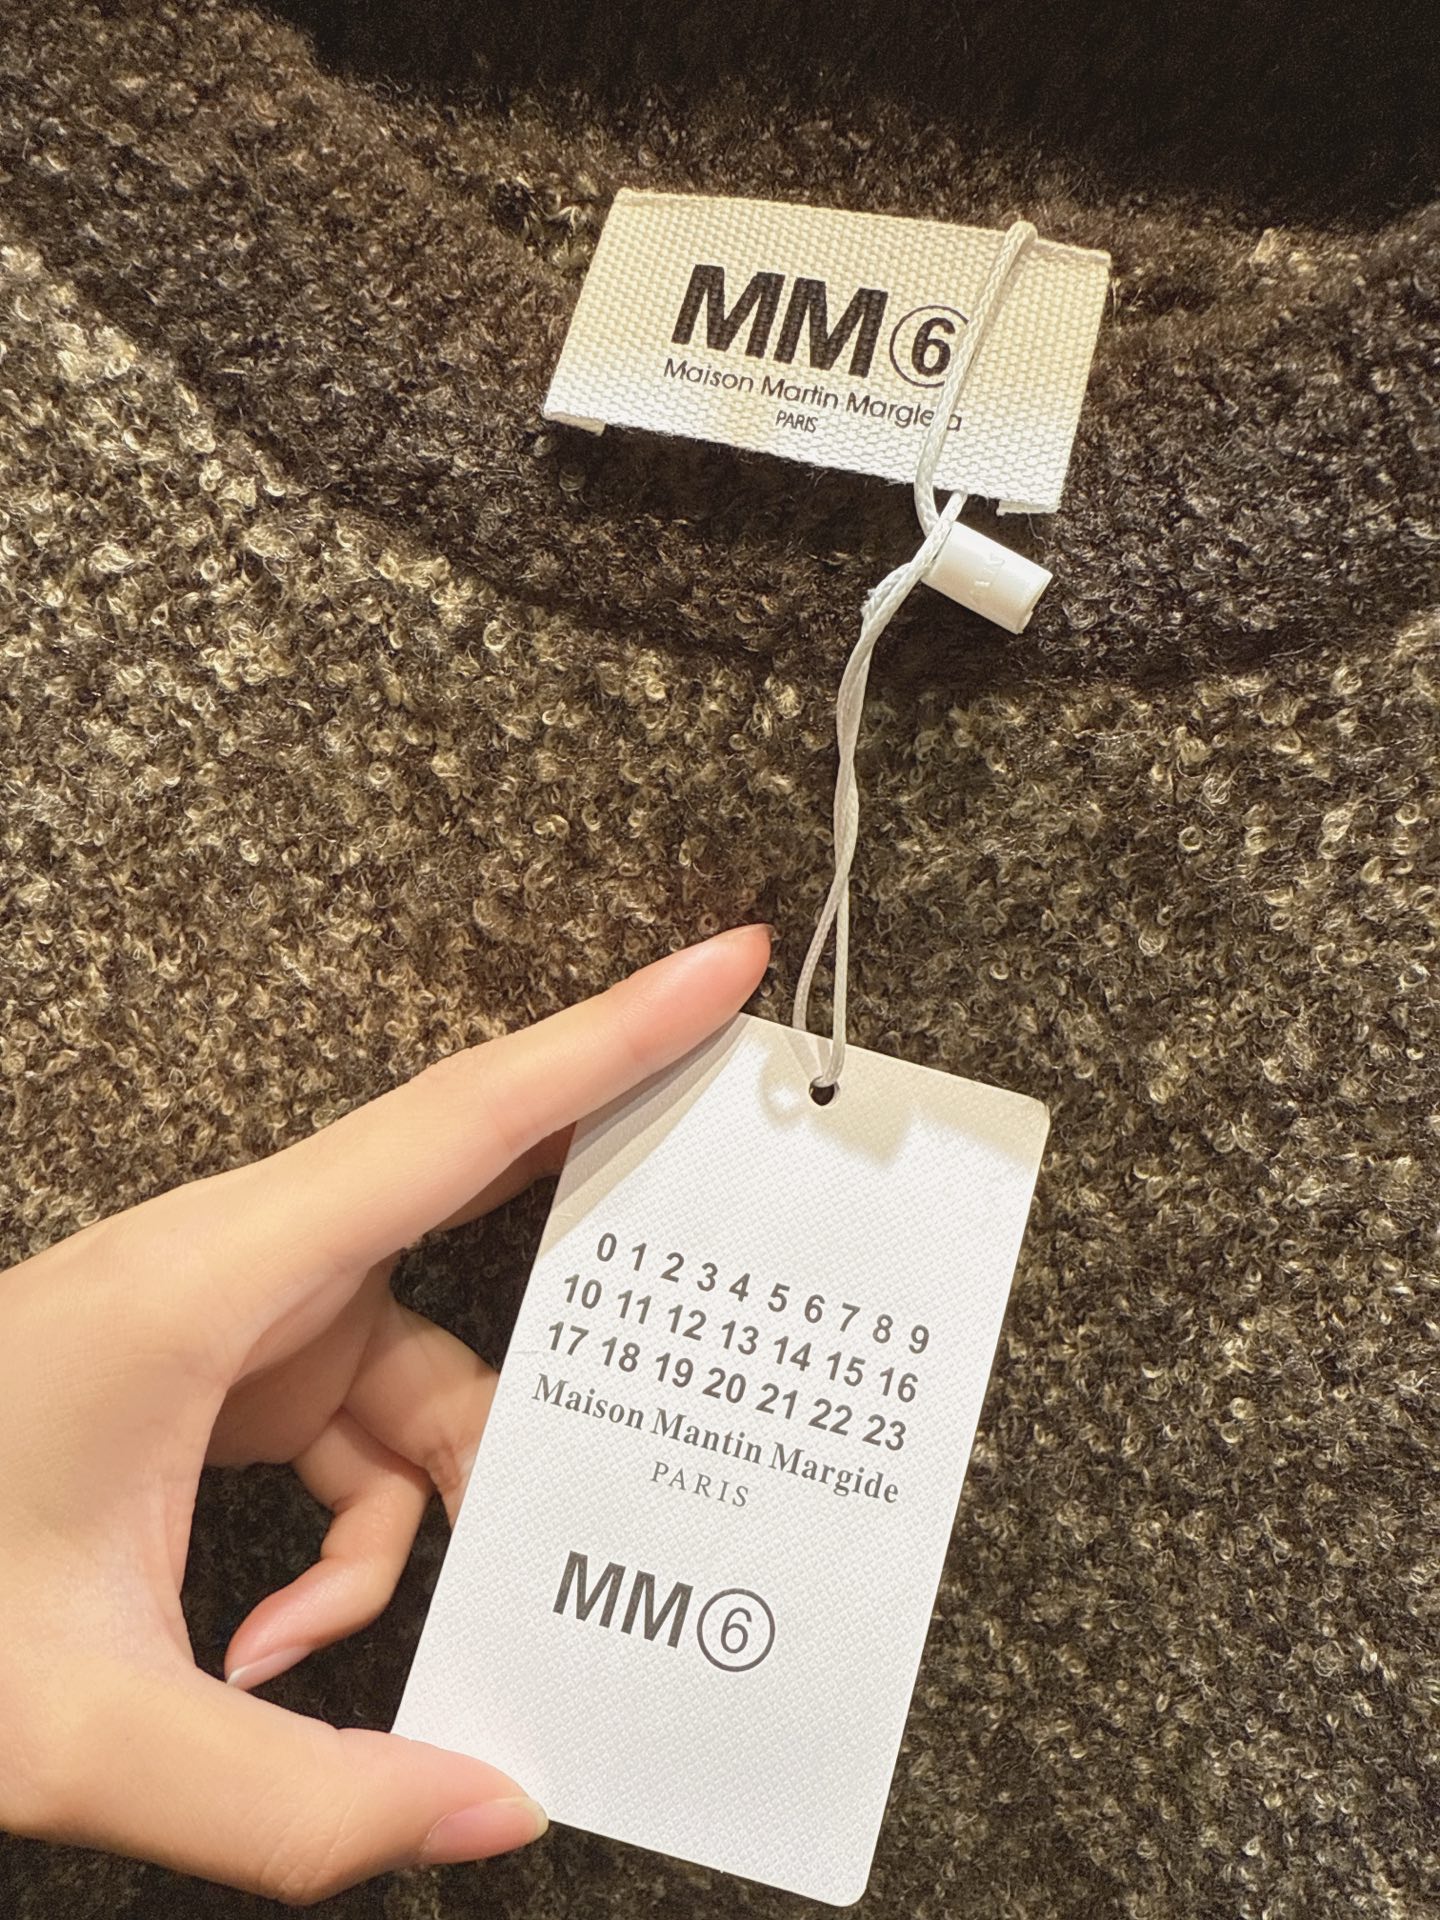 MM⑥
Maison Martin Margiela
PARIS
0 1 2 3 4 5 6 7 8 9
10 11 12 13 14 15 16
17 18 19 20 21 22 23
Maison Mantin Margide
PARIS
MM⑥